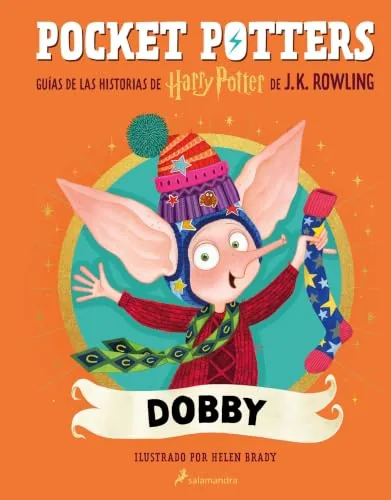 POCKET POTTERS
GUÍAS DE LAS HISTORIAS DE Harry Potter DE J.K. ROWLING
DOBBY
ILUSTRADO POR HELEN BRADY
salamandra